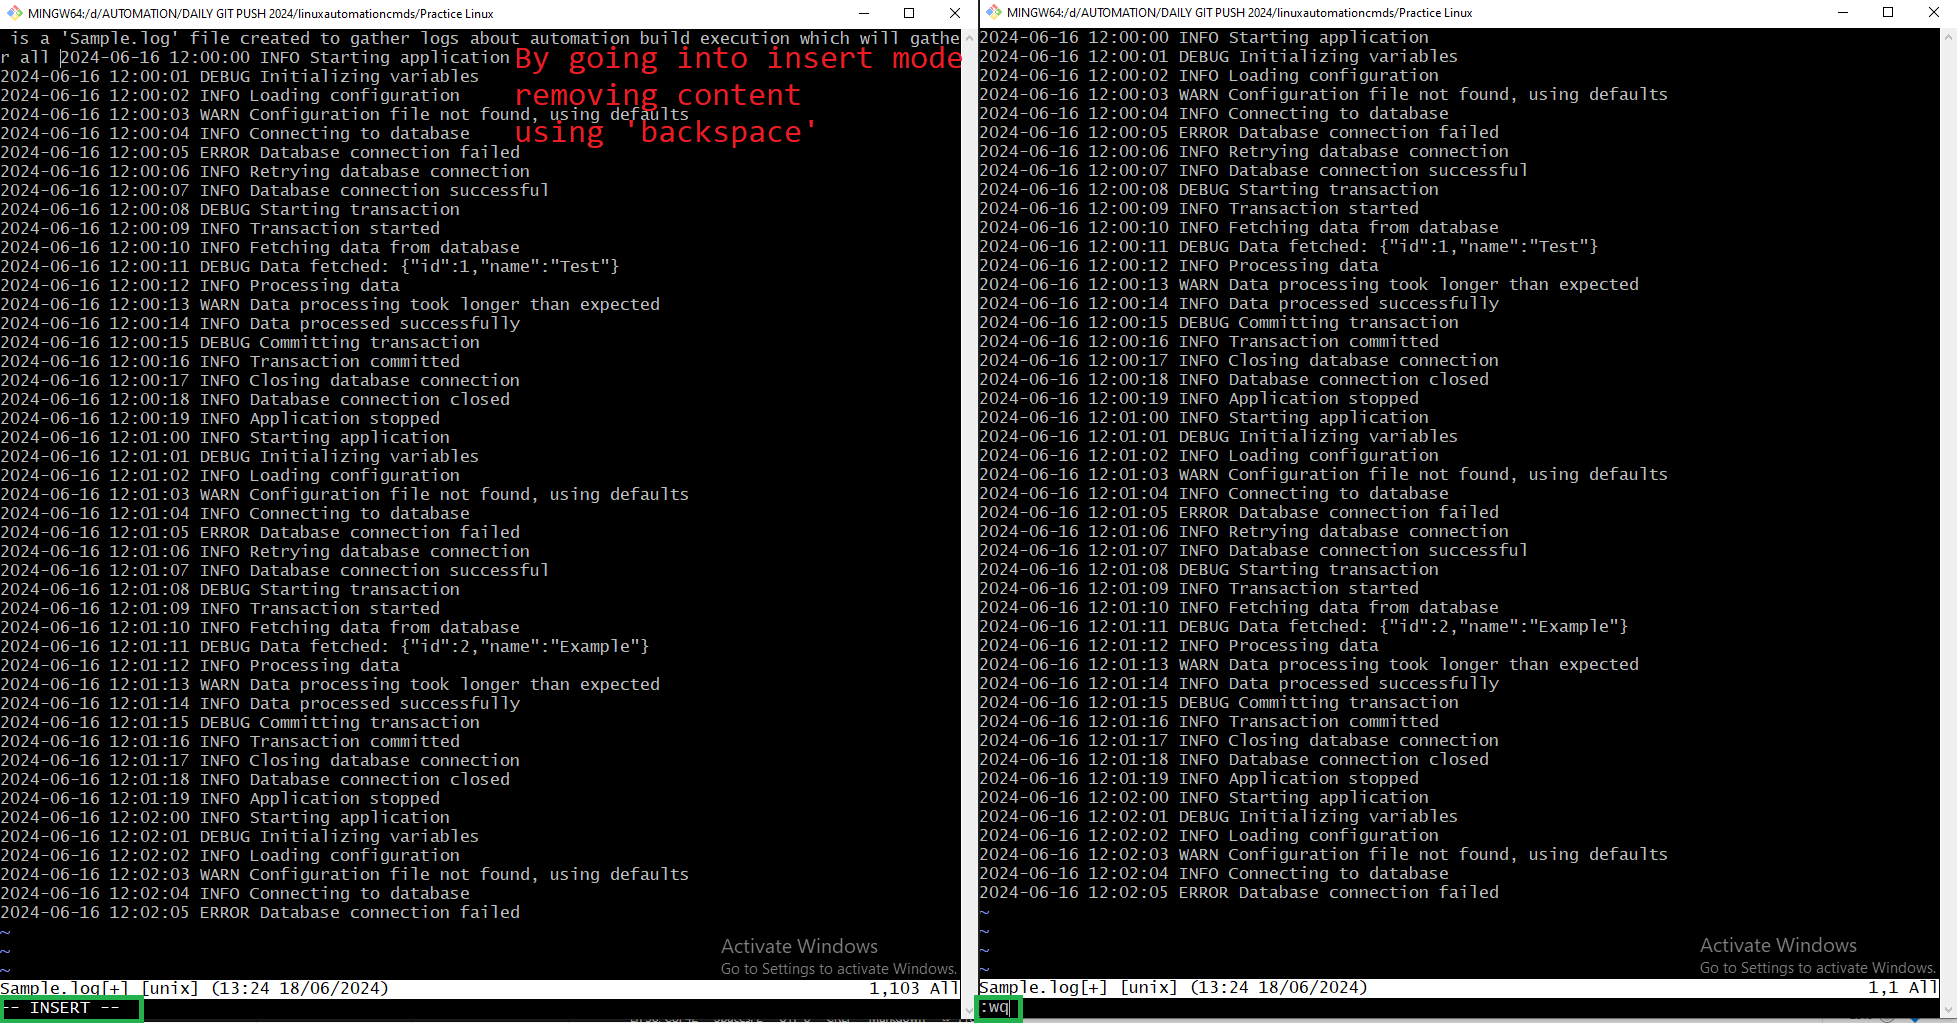 MINGW64:/d/AUTOMATION/DAILY GIT PUSH 2024/linuxautomationcmds/Practice Linux
is a 'Sample.log' file created to gather logs about automation build execution which will gathe
r all 2024-06-16 12:00:00 INFO Starting application
2024-06-16 12:00:01 DEBUG Initializing variables
2024-06-16 12:00:02 INFO Loading configuration
2024-06-16 12:00:03 WARN Configuration file not found, using defaults
2024-06-16 12:00:04 INFO Connecting to database
2024-06-16 12:00:05 ERROR Database connection failed
2024-06-16 12:00:06 INFO Retrying database connection
2024-06-16 12:00:07 INFO Database connection successful
2024-06-16 12:00:08 DEBUG Starting transaction
2024-06-16 12:00:09 INFO Transaction started
2024-06-16 12:00:10 INFO Fetching data from database
2024-06-16 12:00:11 DEBUG Data fetched: {"id":1,"name":"Test"}
2024-06-16 12:00:12 INFO Processing data
2024-06-16 12:00:13 WARN Data processing took longer than expected
2024-06-16 12:00:14 INFO Data processed successfully
2024-06-16 12:00:15 DEBUG Committing transaction
2024-06-16 12:00:16 INFO Transaction committed
2024-06-16 12:00:17 INFO Closing database connection
2024-06-16 12:00:18 INFO Database connection closed
2024-06-16 12:00:19 INFO Application stopped
2024-06-16 12:01:00 INFO Starting application
2024-06-16 12:01:01 DEBUG Initializing variables
2024-06-16 12:01:02 INFO Loading configuration
2024-06-16 12:01:03 WARN Configuration file not found, using defaults
2024-06-16 12:01:04 INFO Connecting to database
2024-06-16 12:01:05 ERROR Database connection failed
2024-06-16 12:01:06 INFO Retrying database connection
2024-06-16 12:01:07 INFO Database connection successful
2024-06-16 12:01:08 DEBUG Starting transaction
2024-06-16 12:01:09 INFO Transaction started
2024-06-16 12:01:10 INFO Fetching data from database
2024-06-16 12:01:11 DEBUG Data fetched: {"id":2,"name":"Example"}
2024-06-16 12:01:12 INFO Processing data
2024-06-16 12:01:13 WARN Data processing took longer than expected
2024-06-16 12:01:14 INFO Data processed successfully
2024-06-16 12:01:15 DEBUG Committing transaction
2024-06-16 12:01:16 INFO Transaction committed
2024-06-16 12:01:17 INFO Closing database connection
2024-06-16 12:01:18 INFO Database connection closed
2024-06-16 12:01:19 INFO Application stopped
2024-06-16 12:02:00 INFO Starting application
2024-06-16 12:02:01 DEBUG Initializing variables
2024-06-16 12:02:02 INFO Loading configuration
2024-06-16 12:02:03 WARN Configuration file not found, using defaults
2024-06-16 12:02:04 INFO Connecting to database
2024-06-16 12:02:05 ERROR Database connection failed
~
~
~
By going into insert mode
removing content
using 'backspace'
Activate Windows
Go to Settings to activate Windows.
Sample.log[+] [unix] (13:24 18/06/2024) 1,103 All
-- INSERT --
MINGW64:/d/AUTOMATION/DAILY GIT PUSH 2024/linuxautomationcmds/Practice Linux
2024-06-16 12:00:00 INFO Starting application
2024-06-16 12:00:01 DEBUG Initializing variables
2024-06-16 12:00:02 INFO Loading configuration
2024-06-16 12:00:03 WARN Configuration file not found, using defaults
2024-06-16 12:00:04 INFO Connecting to database
2024-06-16 12:00:05 ERROR Database connection failed
2024-06-16 12:00:06 INFO Retrying database connection
2024-06-16 12:00:07 INFO Database connection successful
2024-06-16 12:00:08 DEBUG Starting transaction
2024-06-16 12:00:09 INFO Transaction started
2024-06-16 12:00:10 INFO Fetching data from database
2024-06-16 12:00:11 DEBUG Data fetched: {"id":1,"name":"Test"}
2024-06-16 12:00:12 INFO Processing data
2024-06-16 12:00:13 WARN Data processing took longer than expected
2024-06-16 12:00:14 INFO Data processed successfully
2024-06-16 12:00:15 DEBUG Committing transaction
2024-06-16 12:00:16 INFO Transaction committed
2024-06-16 12:00:17 INFO Closing database connection
2024-06-16 12:00:18 INFO Database connection closed
2024-06-16 12:00:19 INFO Application stopped
2024-06-16 12:01:00 INFO Starting application
2024-06-16 12:01:01 DEBUG Initializing variables
2024-06-16 12:01:02 INFO Loading configuration
2024-06-16 12:01:03 WARN Configuration file not found, using defaults
2024-06-16 12:01:04 INFO Connecting to database
2024-06-16 12:01:05 ERROR Database connection failed
2024-06-16 12:01:06 INFO Retrying database connection
2024-06-16 12:01:07 INFO Database connection successful
2024-06-16 12:01:08 DEBUG Starting transaction
2024-06-16 12:01:09 INFO Transaction started
2024-06-16 12:01:10 INFO Fetching data from database
2024-06-16 12:01:11 DEBUG Data fetched: {"id":2,"name":"Example"}
2024-06-16 12:01:12 INFO Processing data
2024-06-16 12:01:13 WARN Data processing took longer than expected
2024-06-16 12:01:14 INFO Data processed successfully
2024-06-16 12:01:15 DEBUG Committing transaction
2024-06-16 12:01:16 INFO Transaction committed
2024-06-16 12:01:17 INFO Closing database connection
2024-06-16 12:01:18 INFO Database connection closed
2024-06-16 12:01:19 INFO Application stopped
2024-06-16 12:02:00 INFO Starting application
2024-06-16 12:02:01 DEBUG Initializing variables
2024-06-16 12:02:02 INFO Loading configuration
2024-06-16 12:02:03 WARN Configuration file not found, using defaults
2024-06-16 12:02:04 INFO Connecting to database
2024-06-16 12:02:05 ERROR Database connection failed
~
~
~
~
Activate Windows
Go to Settings to activate Windows.
Sample.log[+] [unix] (13:24 18/06/2024) 1,1 All
:wq